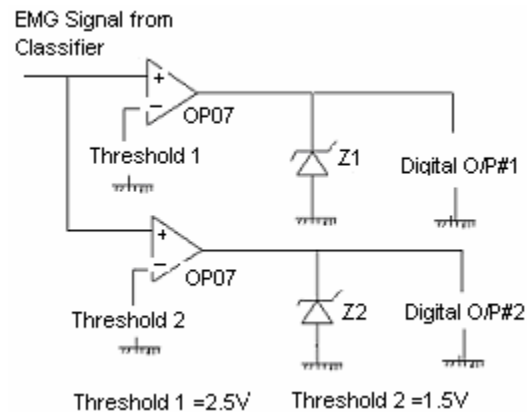 EMG Signal from
Classifier
+
−
OP07
Threshold 1
Z1
Digital O/P#1
+
−
OP07
Threshold 2
Z2
Digital O/P#2
Threshold 1 =2.5V Threshold 2 =1.5V